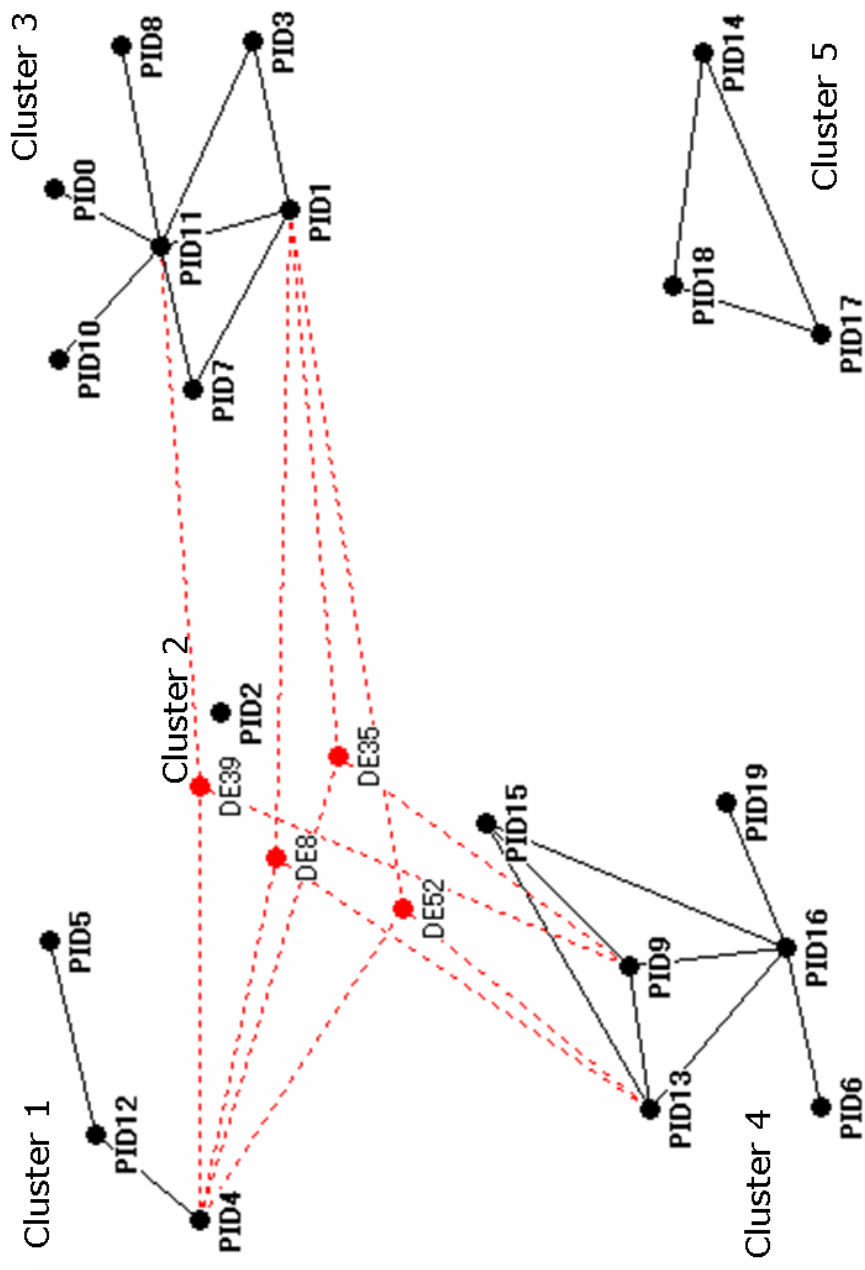 Cluster 1
PID5
PID12
PID4
Cluster 2
PID2
DE39
DE8
DE35
DE52
Cluster 3
PID8
PID3
PID0
PID11
PID1
PID10
PID7
Cluster 4
PID15
PID19
PID9
PID16
PID13
PID6
Cluster 5
PID14
PID18
PID17